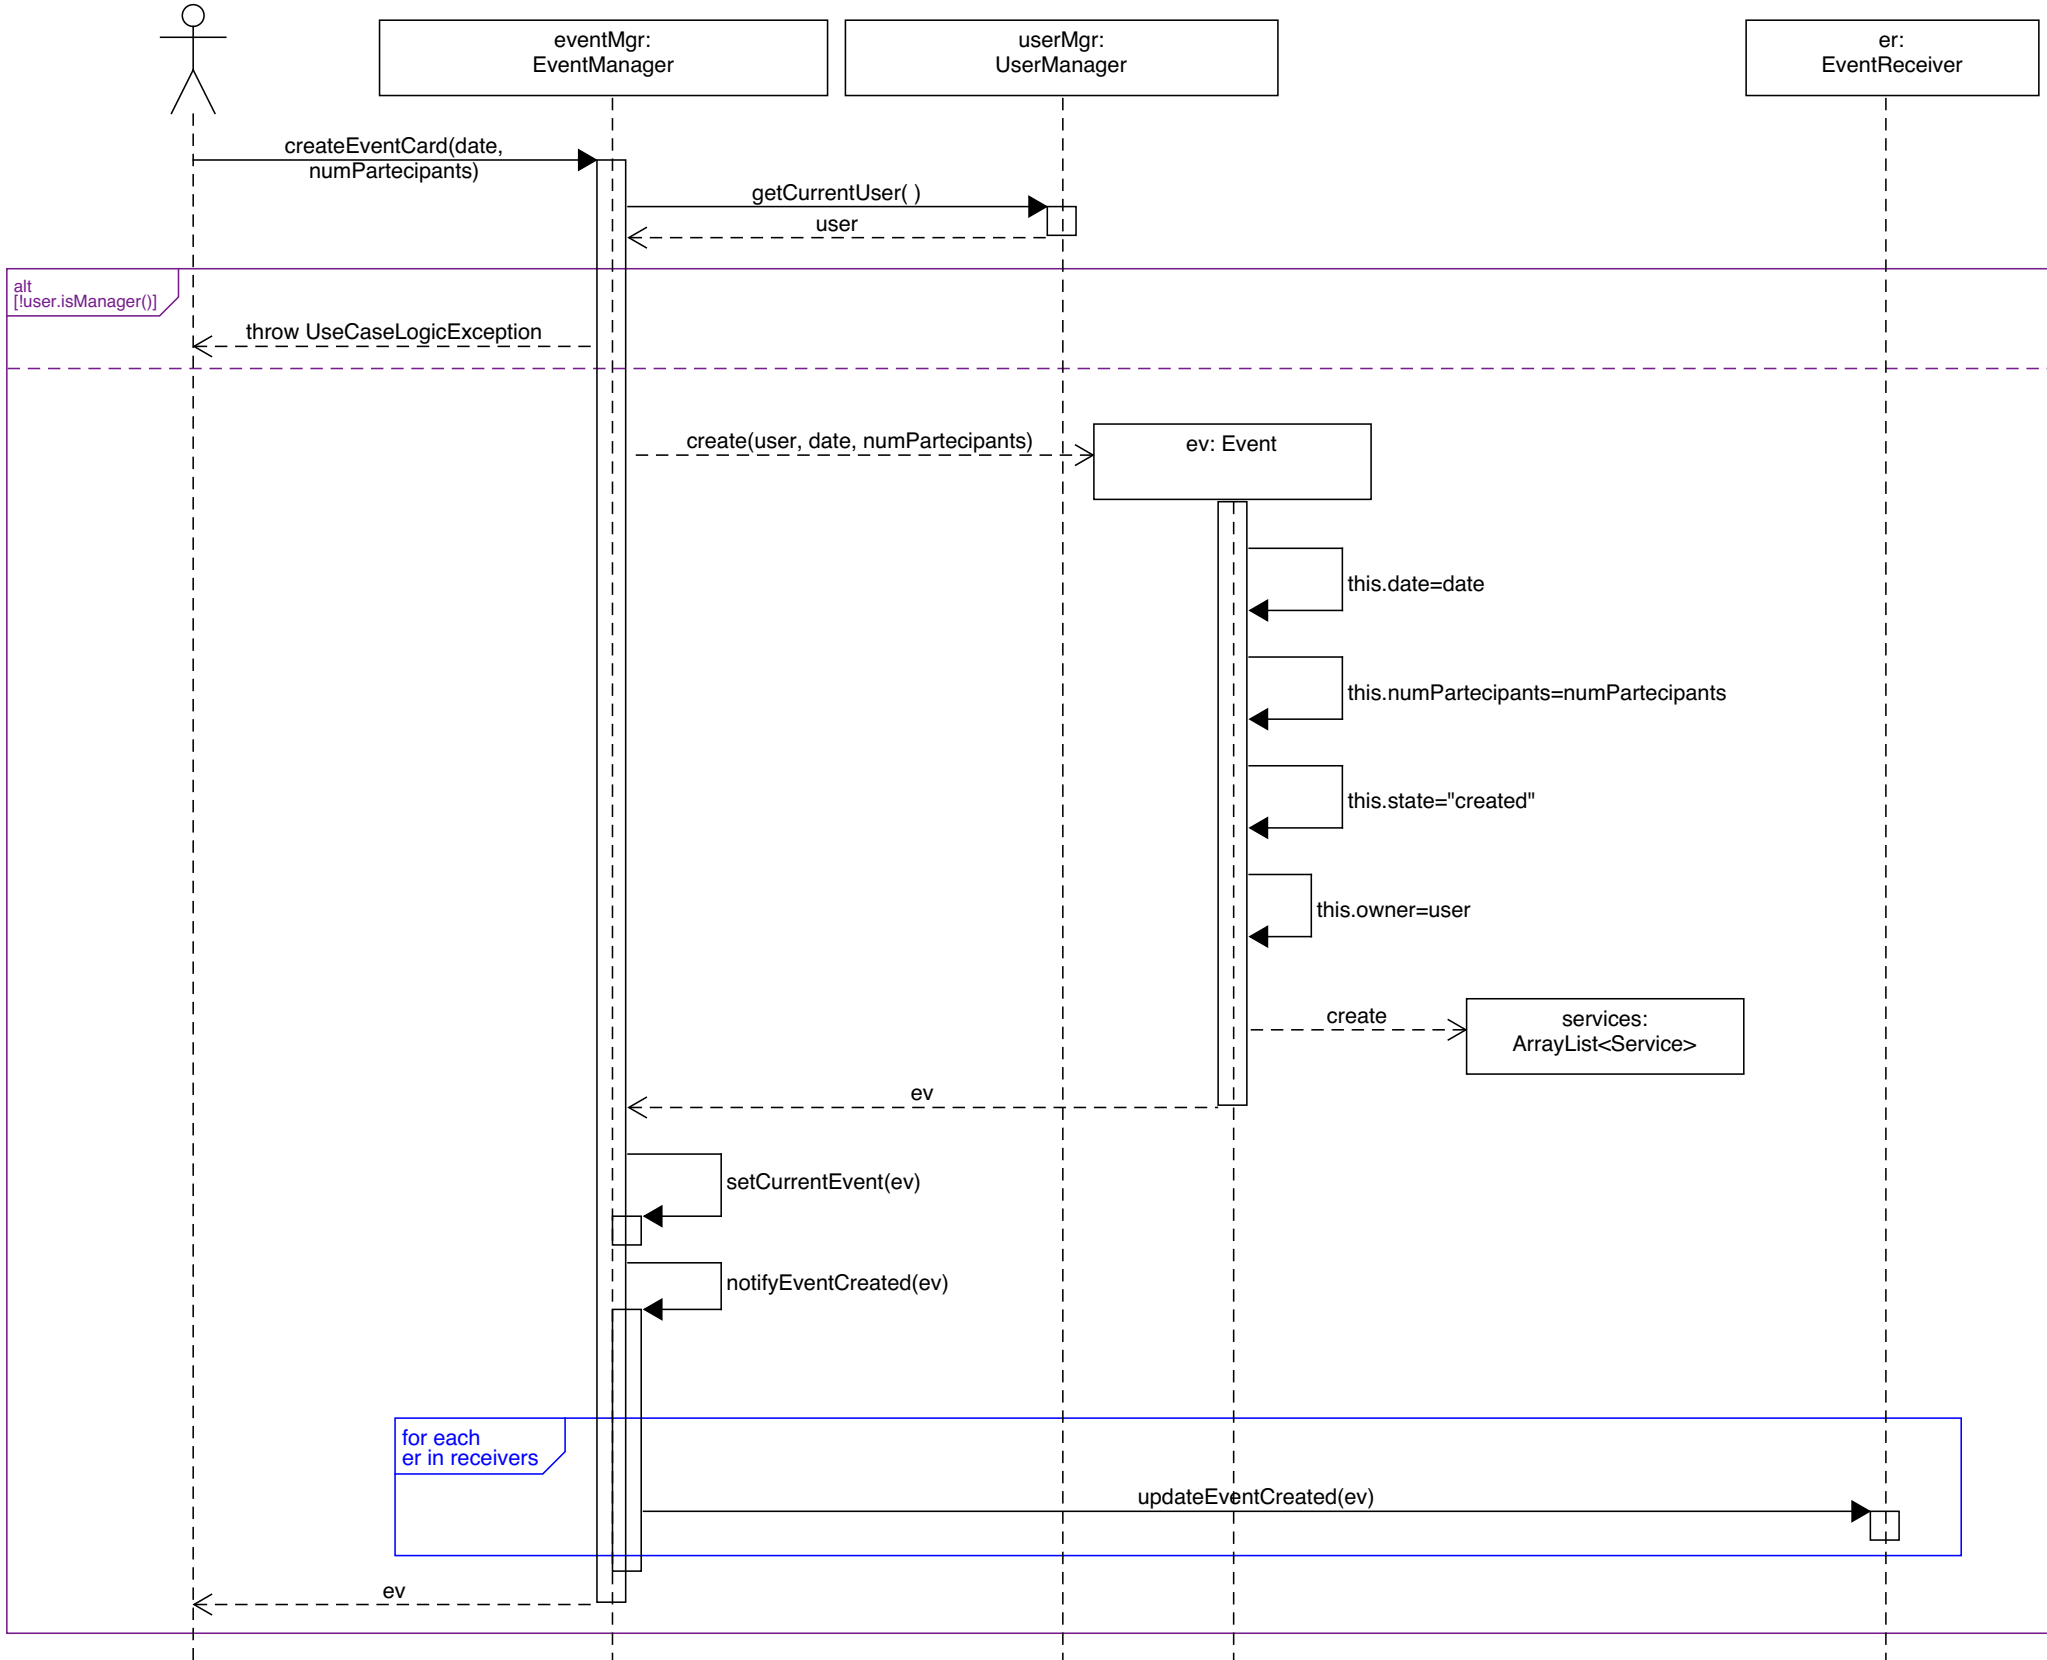 eventMgr:
EventManager
userMgr:
UserManager
er:
EventReceiver
createEventCard(date,
numPartecipants)
getCurrentUser( )
user
alt
[!user.isManager()]
throw UseCaseLogicException
create(user, date, numPartecipants)
ev: Event
this.date=date
this.numPartecipants=numPartecipants
this.state="created"
this.owner=user
create
services:
ArrayList<Service>
ev
setCurrentEvent(ev)
notifyEventCreated(ev)
for each
er in receivers
updateEventCreated(ev)
ev